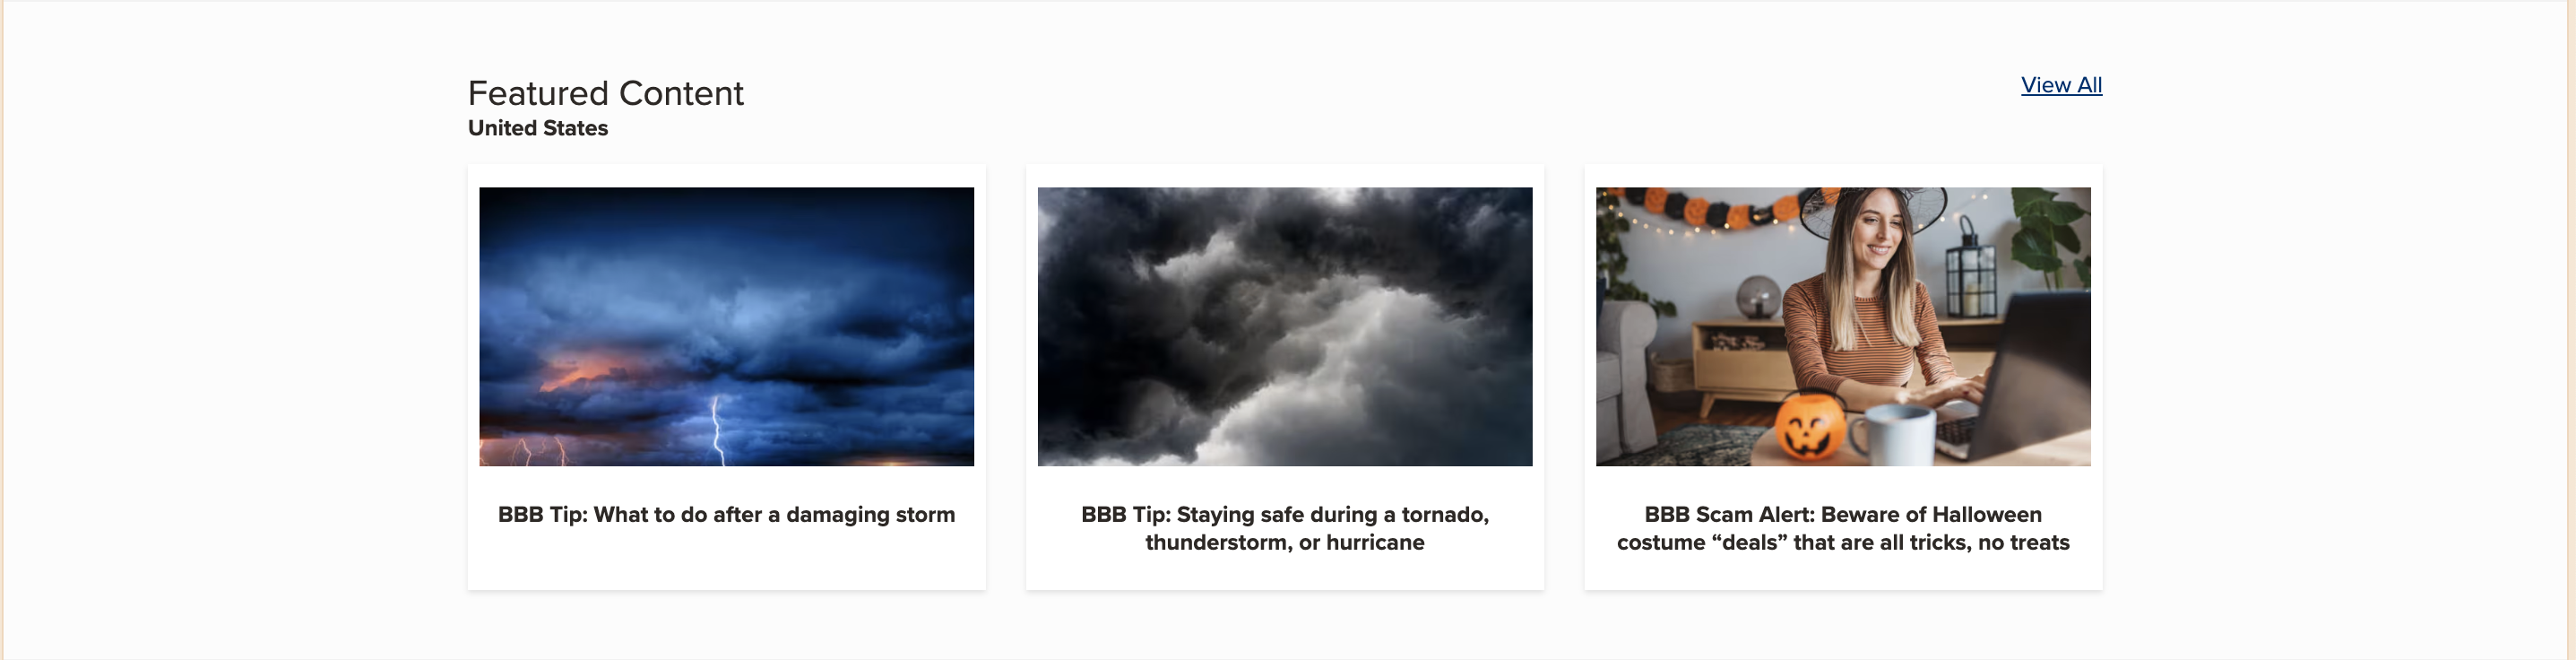 Featured Content
View All
United States
BBB Tip: What to do after a damaging storm
BBB Tip: Staying safe during a tornado,
thunderstorm, or hurricane
BBB Scam Alert: Beware of Halloween
costume “deals” that are all tricks, no treats